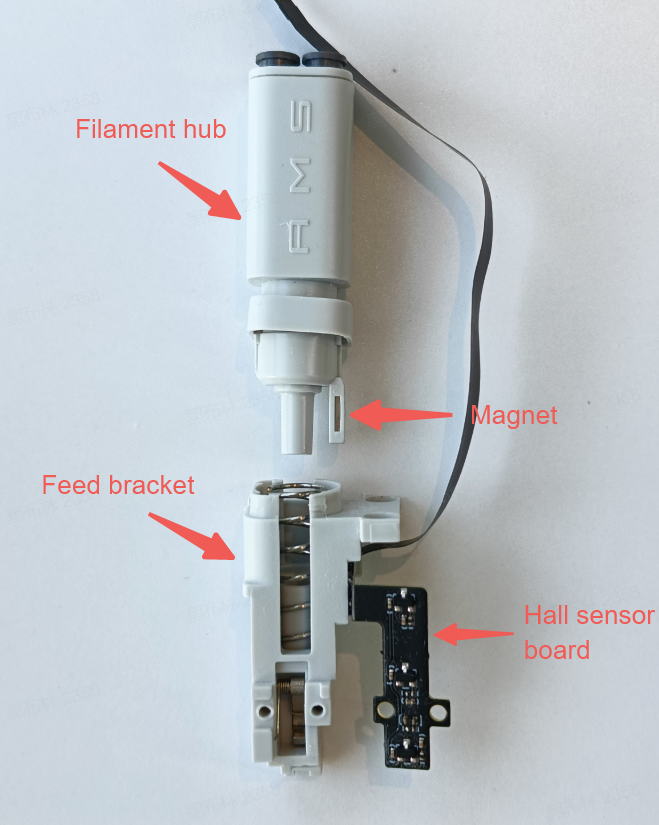 AMS
Filament hub
Magnet
Feed bracket
Hall sensor
board